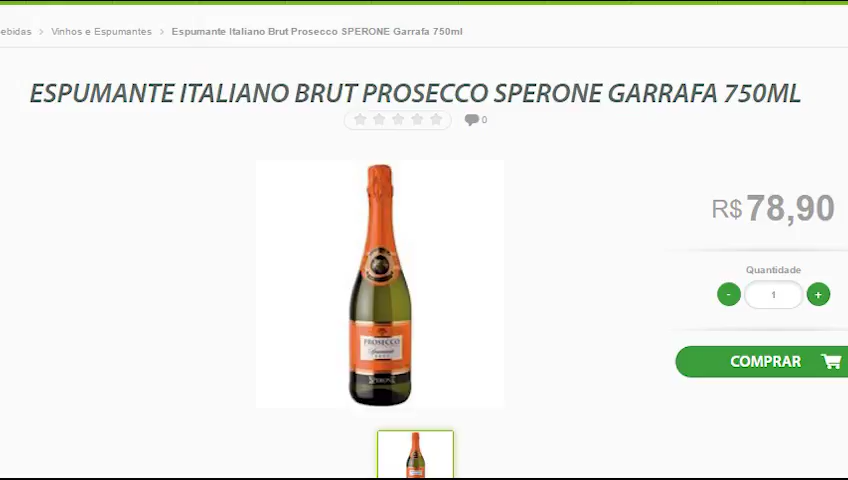 ebidas > Vinhos e Espumantes > Espumante Italiano Brut Prosecco SPERONE Garrafa 750ml
ESPUMANTE ITALIANO BRUT PROSECCO SPERONE GARRAFA 750ML
0
R$ 78,90
Quantidade
- 1 +
COMPRAR
PROSECCO
SPERONE